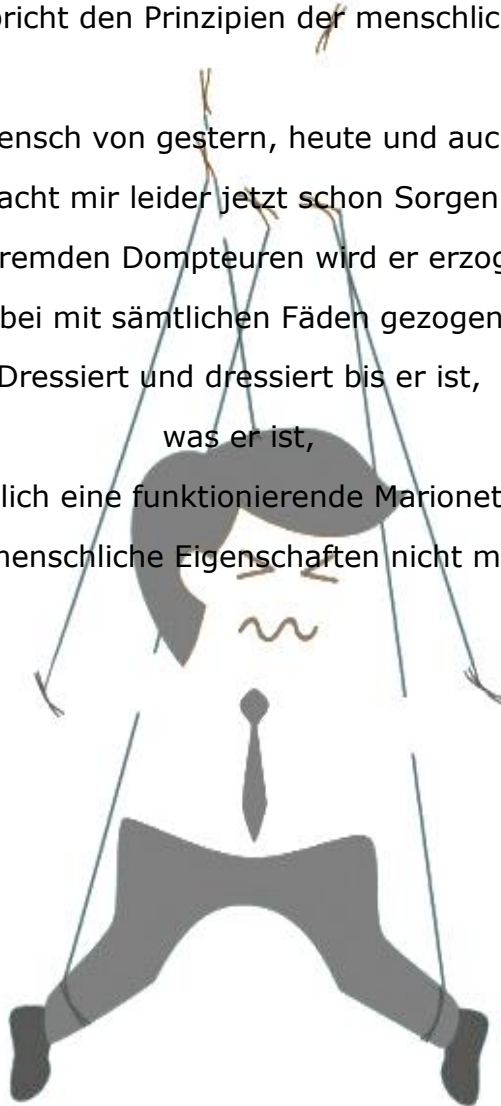 richt den Prinzipien der menschlic
ensch von gestern, heute und auc
acht mir leider jetzt schon Sorgen
remden Dompteuren wird er erzog
bei mit sämtlichen Fäden gezogen
Dressiert und dressiert bis er ist,
was er ist,
lich eine funktionierende Marionet
menschliche Eigenschaften nicht m